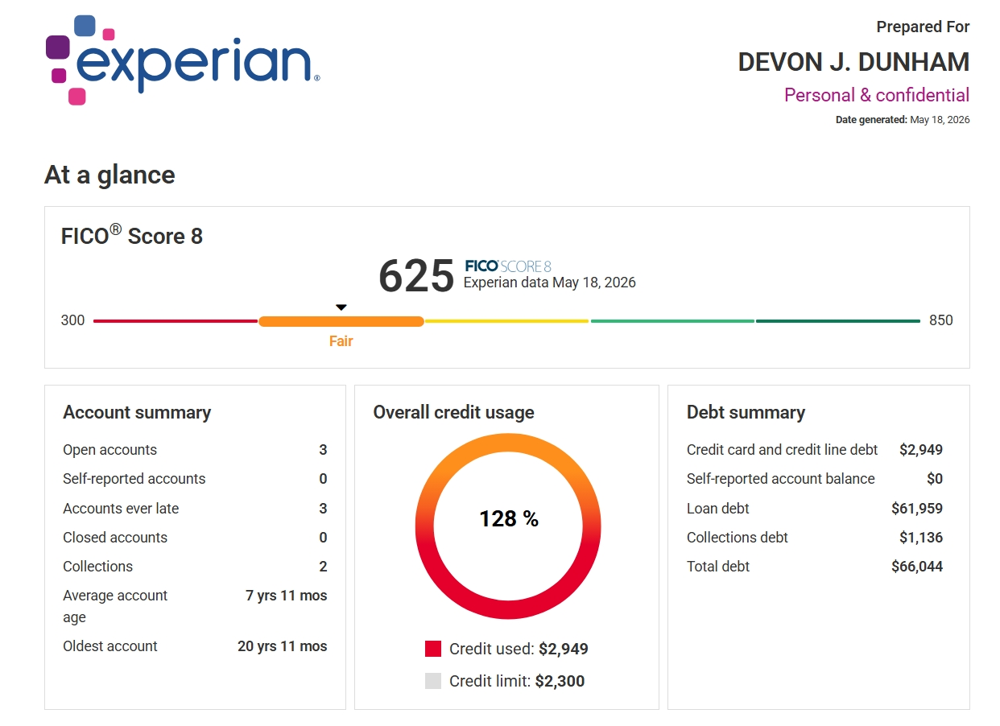 experian®
Prepared For
DEVON J. DUNHAM
Personal & confidential
Date generated: May 18, 2026
At a glance
FICO® Score 8
625 FICO® SCORE 8
Experian data May 18, 2026
300 850
Fair
Account summary
Open accounts 3
Self-reported accounts 0
Accounts ever late 3
Closed accounts 0
Collections 2
Average account
age 7 yrs 11 mos
Oldest account 20 yrs 11 mos
Overall credit usage
128 %
Credit used: $2,949
Credit limit: $2,300
Debt summary
Credit card and credit line debt $2,949
Self-reported account balance $0
Loan debt $61,959
Collections debt $1,136
Total debt $66,044